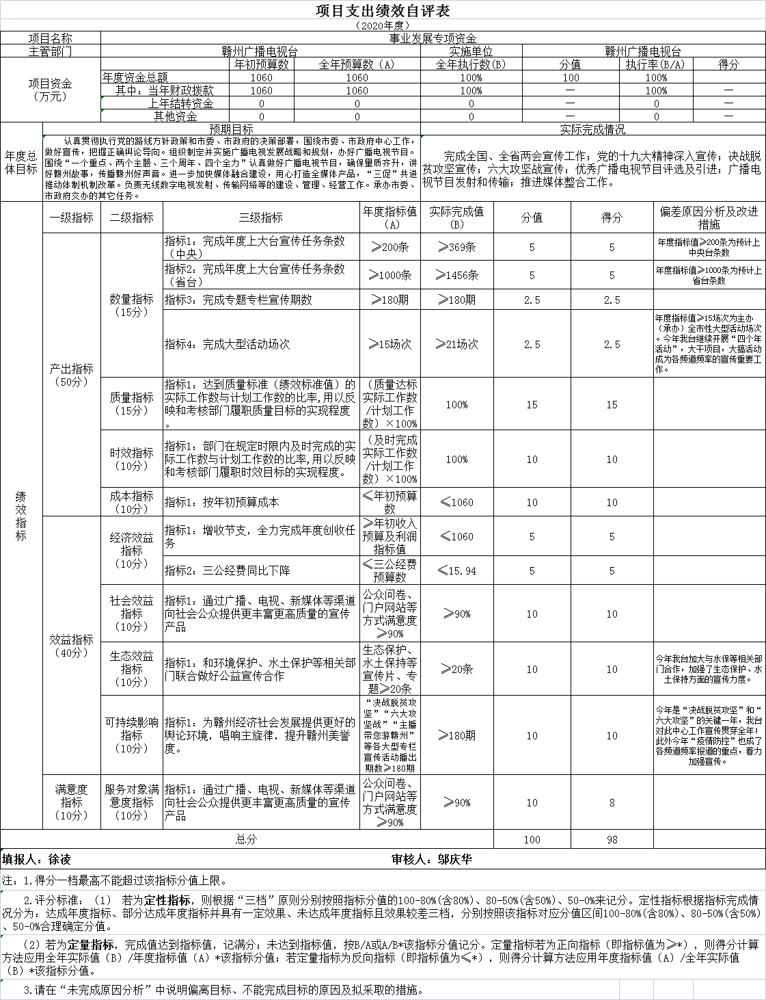 项目支出绩效自评表
（2020年度）
项目名称 事业发展专项资金
主管部门 赣州广播电视台 实施单位 赣州广播电视台
项目资金（万元） 年初预算数 全年预算数（A） 全年执行数(B) 分值 执行率(B/A) 得分
年度资金总额 1060 1060 100% 100 100%
其中：当年财政拨款 1060 1060 100% — 100% —
上年结转资金 0 0 0 — 0 —
其他资金 0 0 0 — 0 —
年度总体目标
预期目标 实际完成情况
认真贯彻执行党的路线方针政策和市委、市政府的决策部署，围绕市委、市政府中心工作，
做好宣传，把握正确舆论导向。组织制定并实施广播电视发展战略和规划，办好广播电视节目。
围绕“一个重点、两个主题、三个周年、四个全力”认真做好广播电视节目，确保量质齐升，讲
好赣州故事，传播赣州好声音。进一步加快媒体融合建设，用心打造全媒体产品，“三促”共进
推动体制机制改革。负责无线数字电视发射、传输网络等的建设、管理、经营工作。承办市委、
市政府交办的其它任务。
完成全国、全省两会宣传工作；党的十九大精神深入宣传；决战脱
贫攻坚宣传；六大攻坚战宣传；优秀广播电视节目评选及引进；广播电
视节目发射和传输；推进媒体整合工作。
绩效指标
一级指标 二级指标 三级指标 年度指标值(A) 实际完成值(B) 分值 得分 偏差原因分析及改进措施
产出指标（50分）
数量指标（15分）
指标1：完成年度上大台宣传任务条数（中央） ≥200条 ≥369条 5 5 年度指标值≥200条为预计上中央台条数
指标2：完成年度上大台宣传任务条数（省台） ≥1000条 ≥1456条 5 5 年度指标值≥1000条为预计上省台条数
指标3：完成专题专栏宣传期数 ≥180期 ≥180期 2.5 2.5
指标4：完成大型活动场次 ≥15场次 ≥21场次 2.5 2.5 年度指标值≥15场次为主办（承办）全市性大型活动场次。今年我台继续开展“四个年活动”，大干项目，大搞活动成为各频道频率的宣传重要工作。
质量指标（15分） 指标1：达到质量标准（绩效标准值）的实际工作数与计划工作数的比率,用以反映和考核部门履职质量目标的实现程度。 （质量达标实际工作数/计划工作数）×100% 100% 15 15
时效指标（10分） 指标1：部门在规定时限内及时完成的实际工作数与计划工作数的比率,用以反映和考核部门履职时效目标的实现程度。 （及时完成实际工作数/计划工作数）×100% 100% 10 10
成本指标（10分） 指标1：按年初预算成本 ≤年初预算数 ≤1060 10 10
效益指标（40分）
经济效益指标（10分） 指标1：增收节支，全力完成年度创收任务 ≥年初收入预算及利润指标值 ≤1060 5 5
指标2：三公经费同比下降 ≤三公经费预算数 ≤15.94 5 5
社会效益指标（10分） 指标1：通过广播、电视、新媒体等渠道向社会公众提供更丰富更高质量的宣传产品 公众问卷、门户网站等方式满意度≥90% ≥90% 10 10
生态效益指标（10分） 指标1：和环境保护、水土保护等相关部门联合做好公益宣传合作 生态保护、水土保持等宣传片、专题≥20条 ≥20条 10 10 今年我台加大与水保等相关部门合作，加强了生态保护、水土保持方面的宣传力度。
可持续影响指标（10分） 指标1：为赣州经济社会发展提供更好的舆论环境，唱响主旋律，提升赣州美誉度。 “决战脱贫攻坚”“六大攻坚战”“主播带您游赣州”等各大型专栏宣传活动播出期数≥180期 ≥180期 10 10 今年是“决战脱贫攻坚”和“六大攻坚”的关键一年，我台对此中心工作宣传贯穿全年；此外今年“疫情防控”也成了各频道频率报道的重点，着力加强宣传。
满意度指标（10分） 服务对象满意度指标（10分） 指标1：通过广播、电视、新媒体等渠道向社会公众提供更丰富更高质量的宣传产品 公众问卷、门户网站等方式满意度≥90% ≥90% 10 8
总分 100 98
填报人：徐凌 审核人：邬庆华
注：1.得分一档最高不能超过该指标分值上限。
2.评分标准：（1） 若为定性指标，则根据“三档”原则分别按照指标分值的100-80%(含80%)、80-50%(含50%)、50-0%来记分。定性指标根据指标完成情
况分为：达成年度指标、部分达成年度指标并具有一定效果、未达成年度指标且效果较差三档，分别按照该指标对应分值区间100-80%(含80%)、80-50%(含50%)
、50-0%合理确定分值。
（2）若为定量指标，完成值达到指标值，记满分；未达到指标值，按B/A或A/B*该指标分值记分。定量指标若为正向指标（即指标值为≥*），则得分计算
方法应用全年实际值（B）/年度指标值（A）*该指标分值；若定量指标为反向指标（即指标值为≤*），则得分计算方法应用年度指标值（A）/全年实际值
（B）*该指标分值。
3.请在“未完成原因分析”中说明偏离目标、不能完成目标的原因及拟采取的措施。